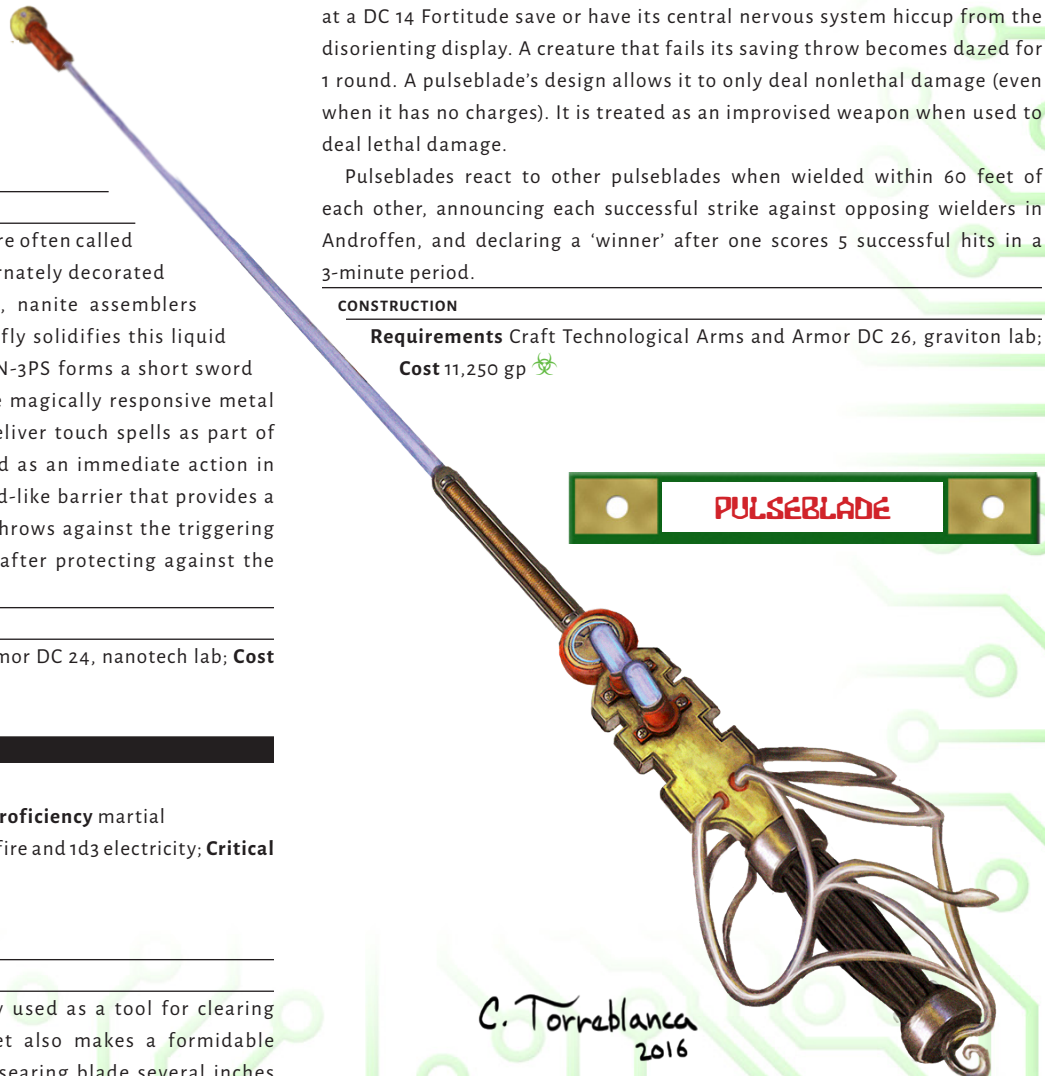 re often called
rnately decorated
, nanite assemblers
fly solidifies this liquid
N-3PS forms a short sword
e magically responsive metal
eliver touch spells as part of
d as an immediate action in
d-like barrier that provides a
hrows against the triggering
after protecting against the
mor DC 24, nanotech lab; Cost
roficiency martial
fire and 1d3 electricity; Critical
y used as a tool for clearing
et also makes a formidable
searing blade several inches
at a DC 14 Fortitude save or have its central nervous system hiccup from the
disorienting display. A creature that fails its saving throw becomes dazed for
1 round. A pulseblade's design allows it to only deal nonlethal damage (even
when it has no charges). It is treated as an improvised weapon when used to
deal lethal damage.
Pulseblades react to other pulseblades when wielded within 60 feet of
each other, announcing each successful strike against opposing wielders in
Androffen, and declaring a 'winner' after one scores 5 successful hits in a
3-minute period.
CONSTRUCTION
Requirements Craft Technological Arms and Armor DC 26, graviton lab;
Cost 11,250 gp
PULSEBLADE
C. Torreblanca
2016